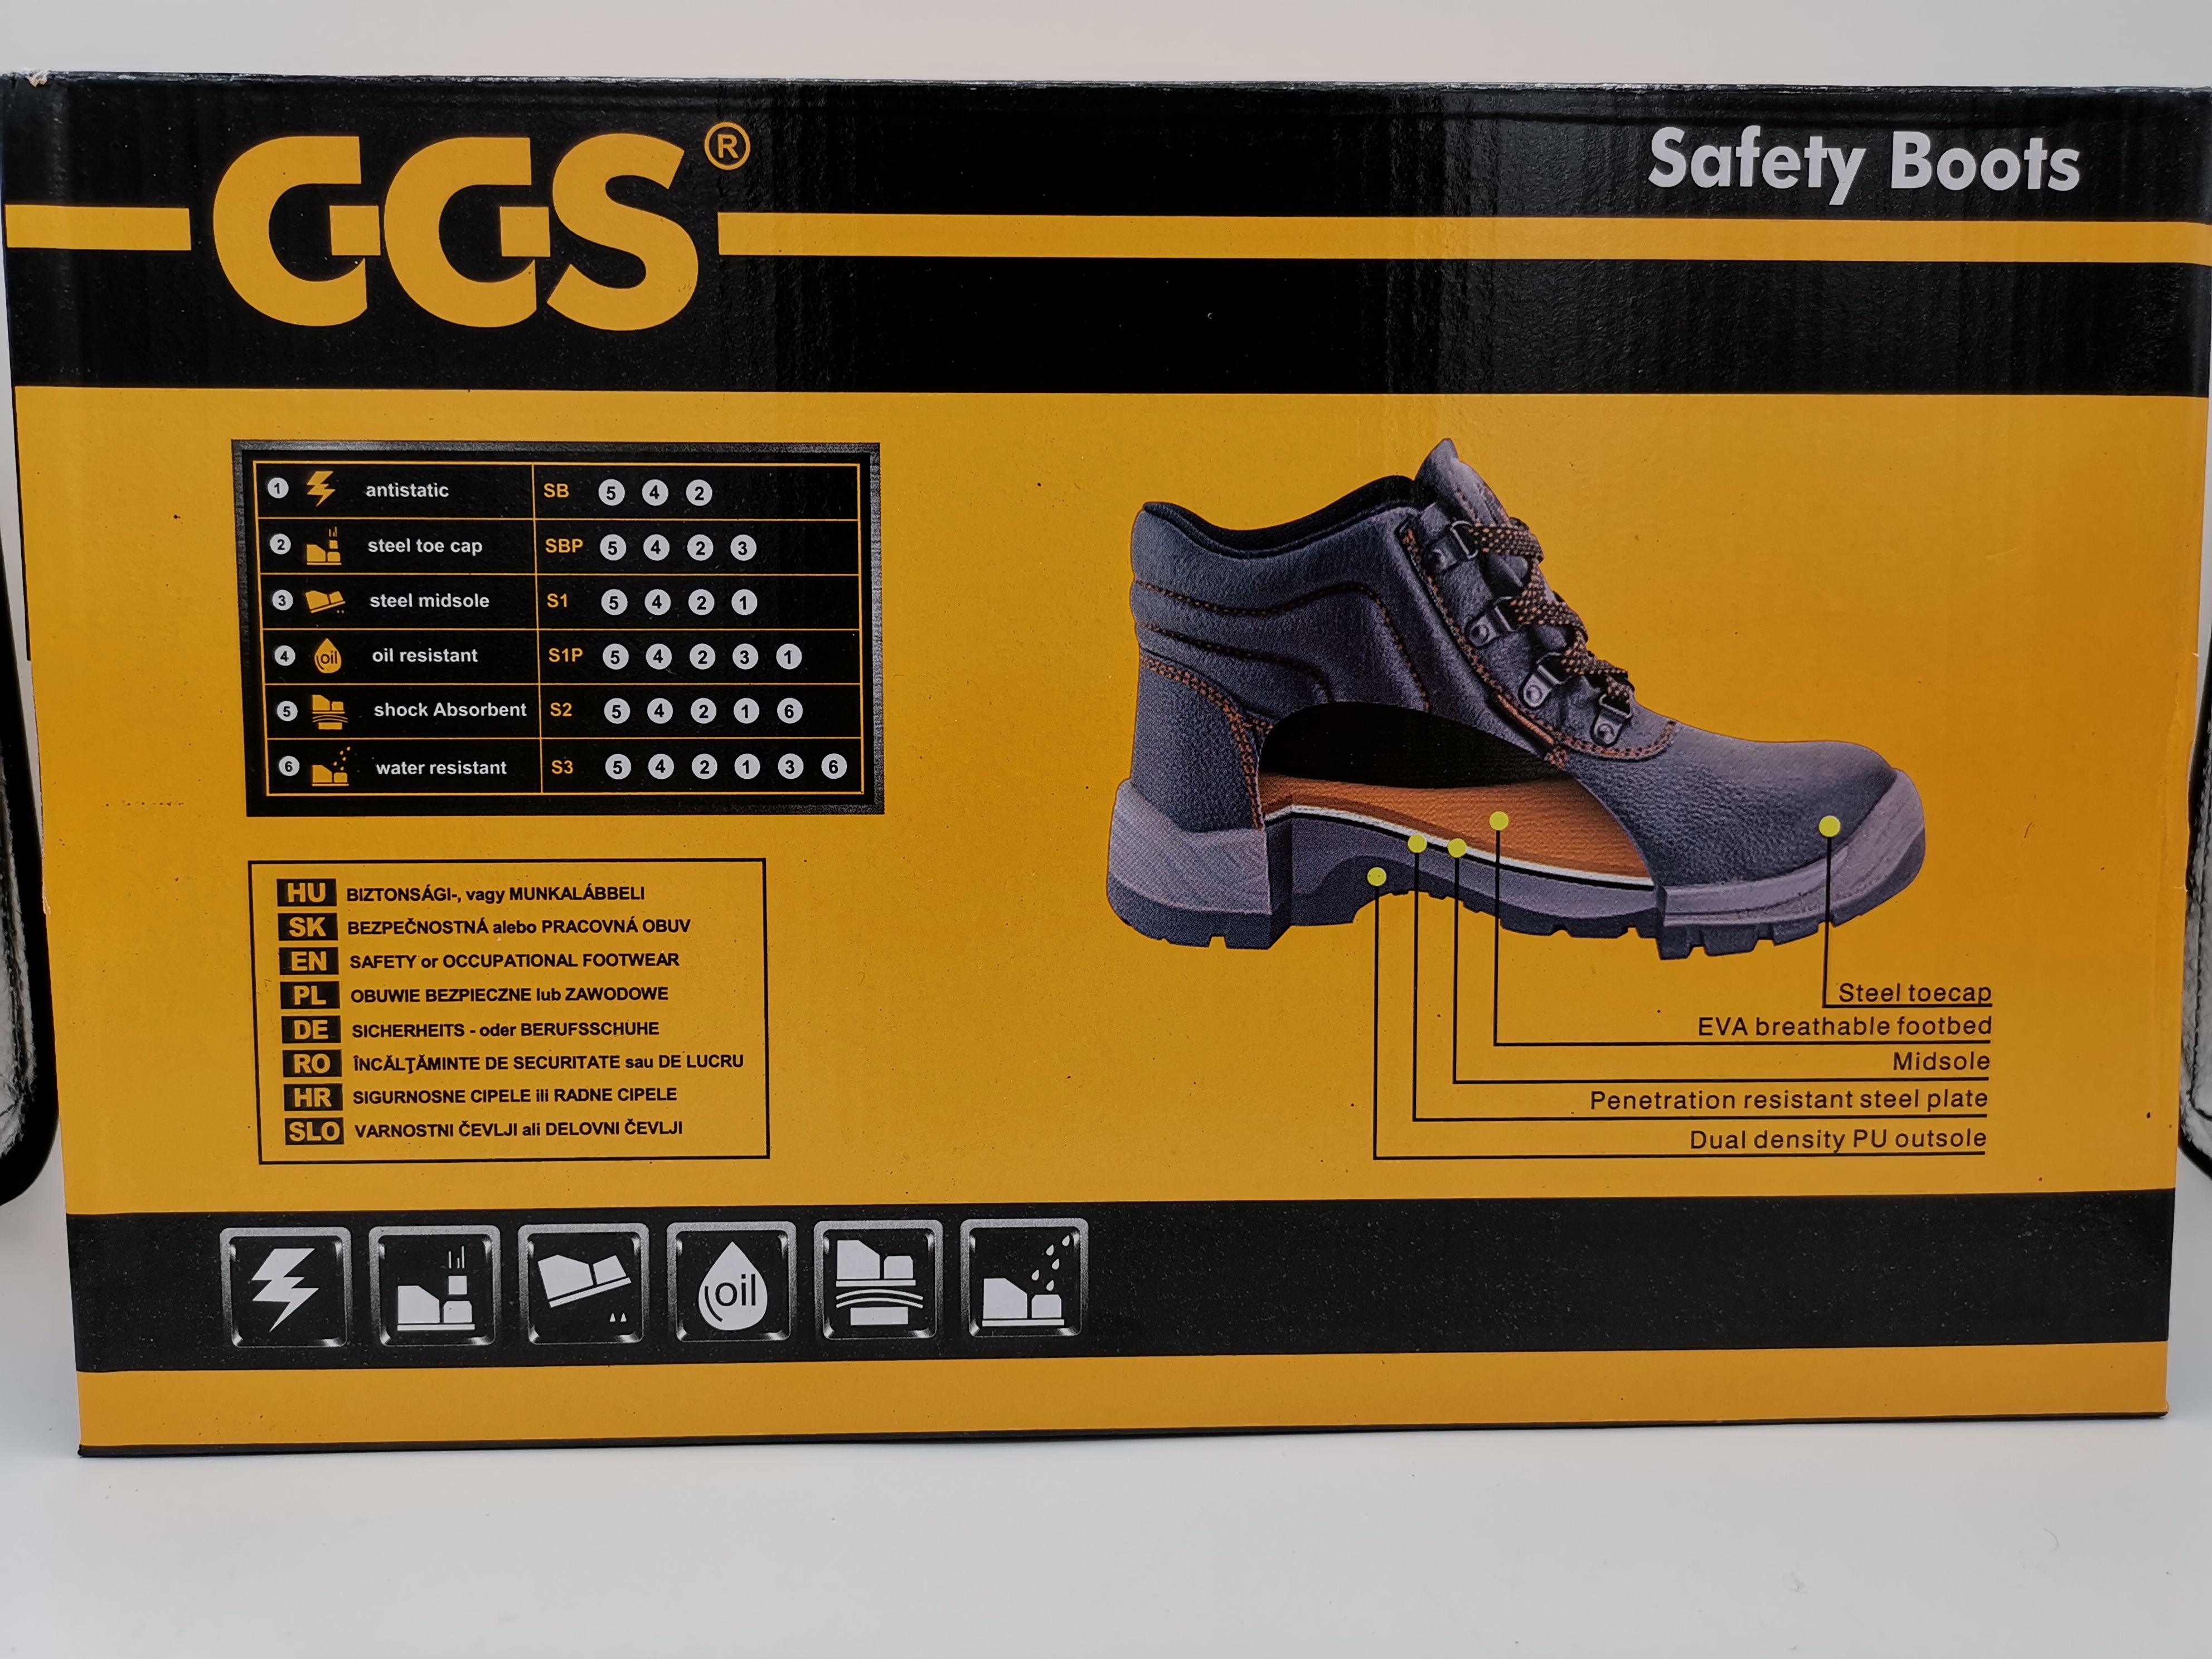 GGS®
Safety Boots
1 antistatic SB 5 4 2
2 steel toe cap SBP 5 4 2 3
3 steel midsole S1 5 4 2 1
4 oil oil resistant S1P 5 4 2 3 1
5 shock Absorbent S2 5 4 2 1 6
6 water resistant S3 5 4 2 1 3 6
HU BIZTONSÁGI-, vagy MUNKALÁBBELI
SK BEZPEČNOSTNÁ alebo PRACOVNÁ OBUV
EN SAFETY or OCCUPATIONAL FOOTWEAR
PL OBUWIE BEZPIECZNE lub ZAWODOWE
DE SICHERHEITS - oder BERUFSSCHUHE
RO ÎNCĂLŢĂMINTE DE SECURITATE sau DE LUCRU
HR SIGURNOSNE CIPELE ili RADNE CIPELE
SLO VARNOSTNI ČEVLJI ali DELOVNI ČEVLJI
Steel toecap
EVA breathable footbed
Midsole
Penetration resistant steel plate
Dual density PU outsole
oil